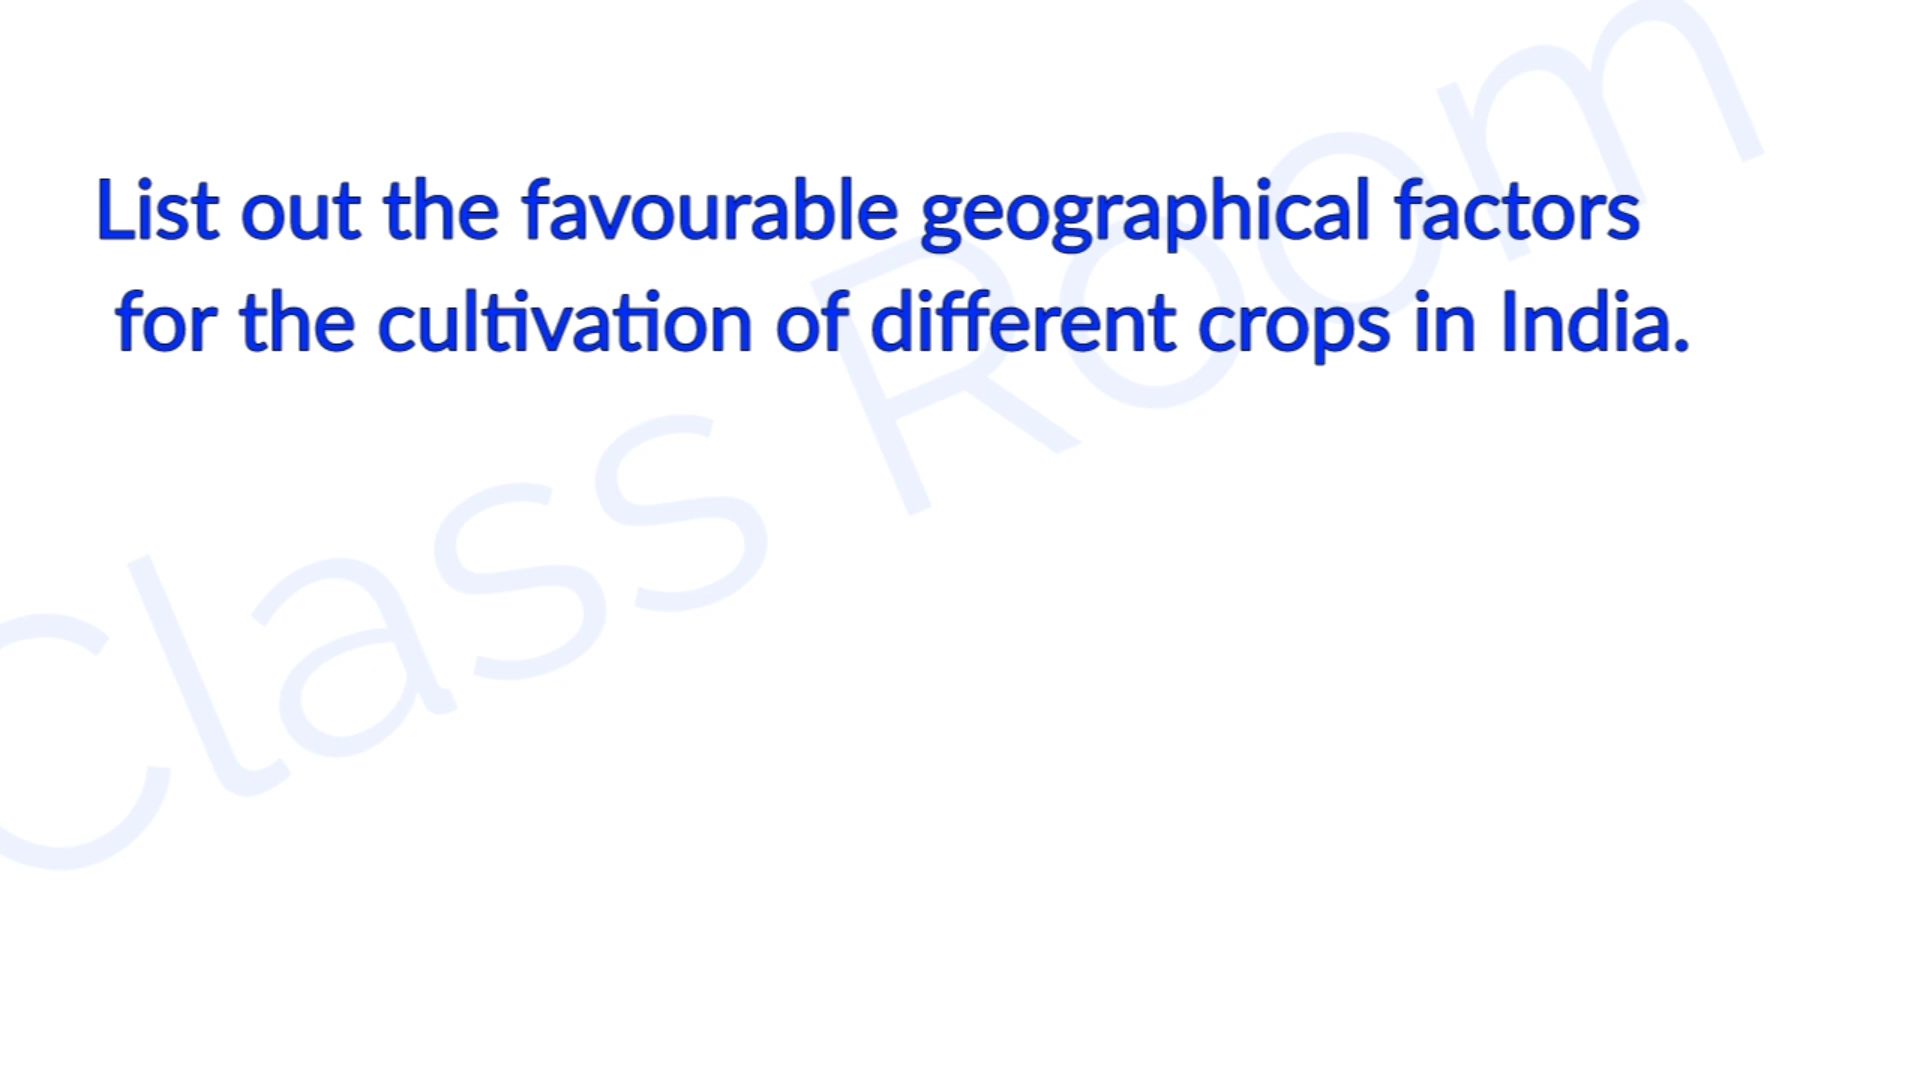 List out the favourable geographical factors
for the cultivation of different crops in India.
Class Room